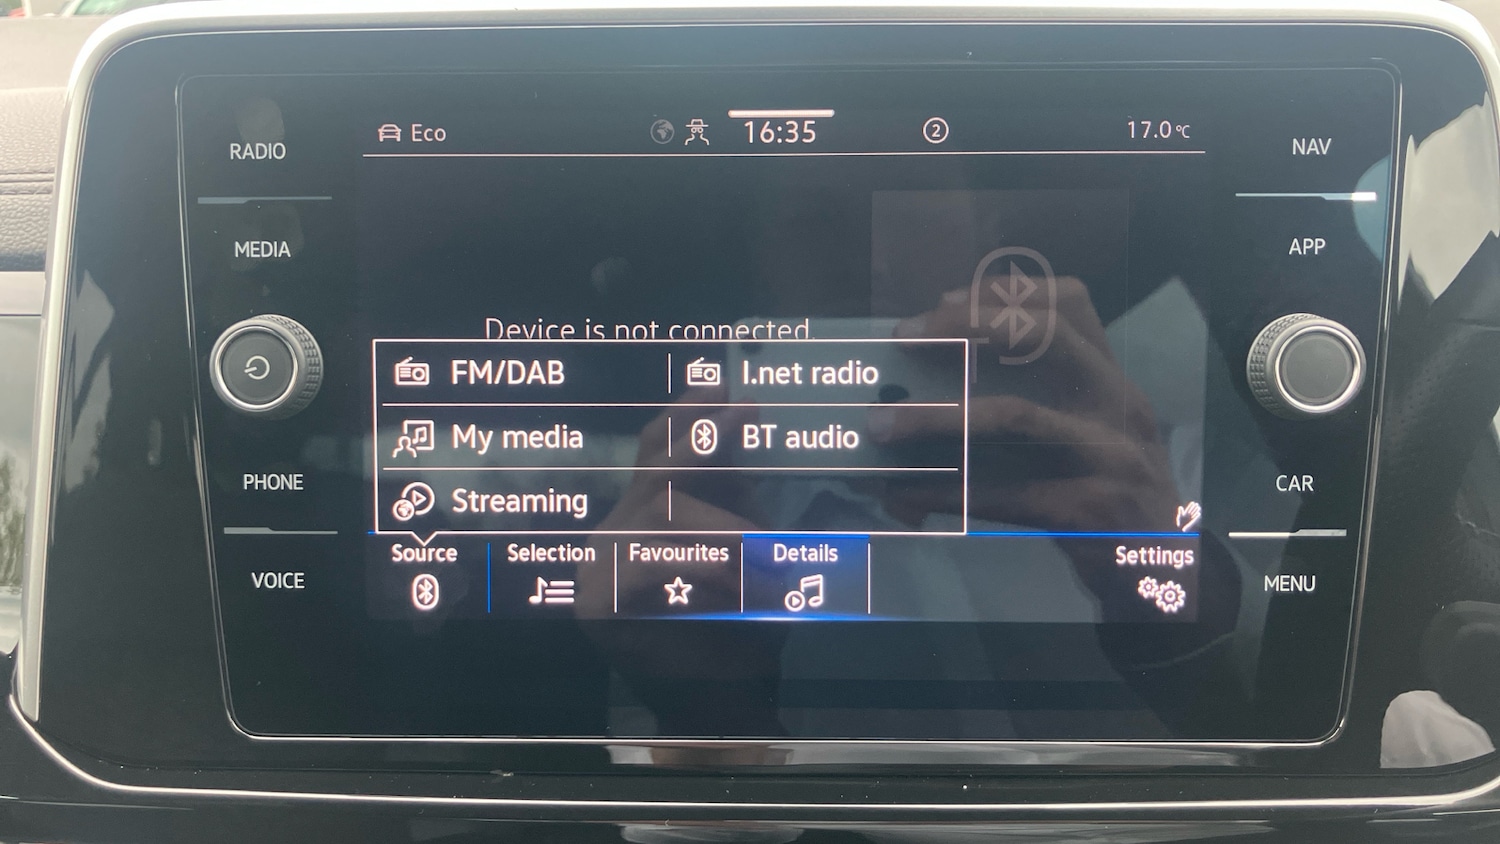 RADIO
MEDIA
PHONE
VOICE
Eco
16:35
2
17.0 °C
Device is not connected.
FM/DAB
I.net radio
My media
BT audio
Streaming
Source
Selection
Favourites
Details
Settings
NAV
APP
CAR
MENU